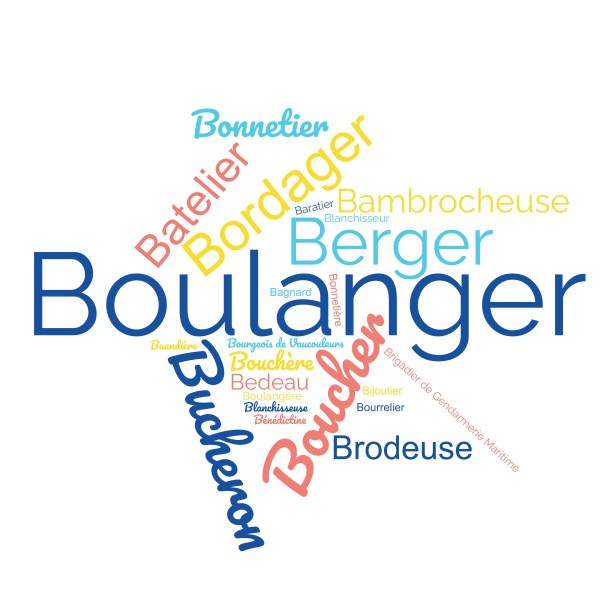 Bonnetier
Batelier
Bordager
Bambrocheuse
Baratier
Blanchisseur
Berger
Boulanger
Bagnard
Bonnetière
Buandière
Bourgeois de Vaucouleurs
Bouchère
Bedeau
Boulangère
Blanchisseuse
Bénédictine
Bucheron
Boucher
Bijoutier
Bourrelier
Brigadier de Gendarmerie Maritime
Brodeuse